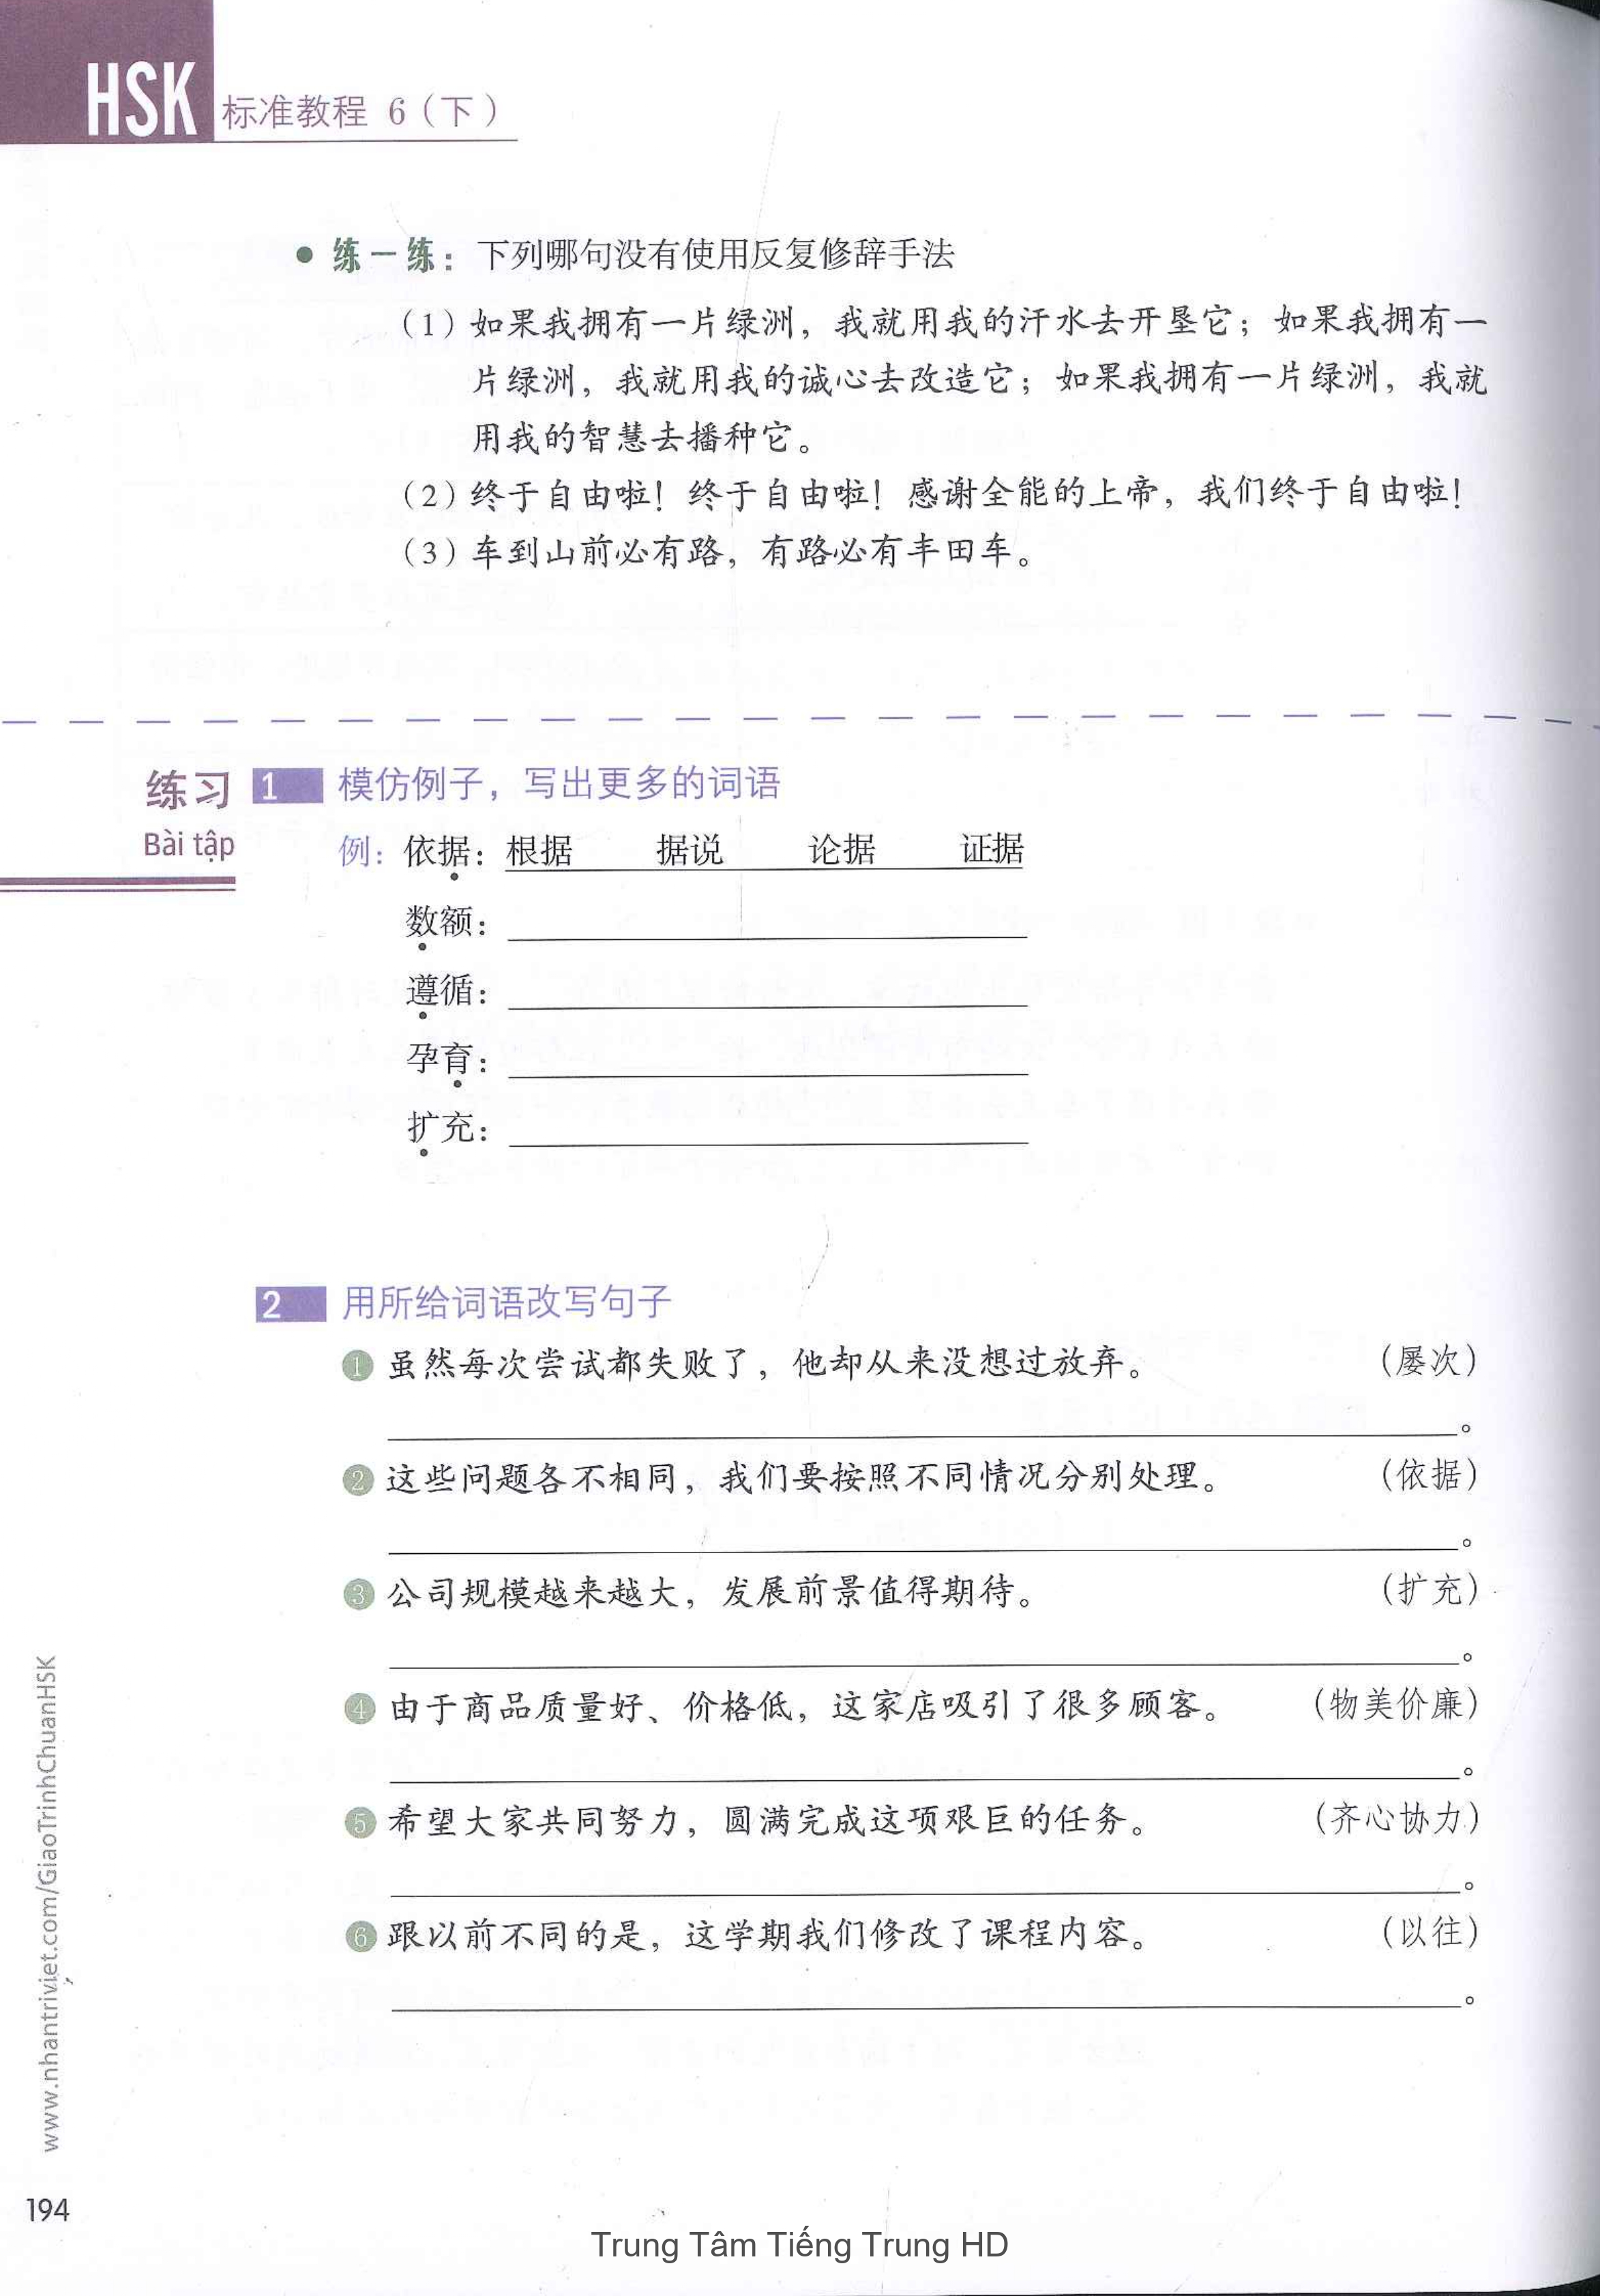 HSK 标准教程 6（下）
● 练一练：下列哪句没有使用反复修辞手法
（1）如果我拥有一片绿洲，我就用我的汗水去开垦它；如果我拥有一
片绿洲，我就用我的诚心去改造它；如果我拥有一片绿洲，我就
用我的智慧去播种它。
（2）终于自由啦！终于自由啦！感谢全能的上帝，我们终于自由啦！
（3）车到山前必有路，有路必有丰田车。
练习
Bài tập
1 模仿例子，写出更多的词语
例：依据：根据 据说 论据 证据
数额：
遵循：
孕育：
扩充：
2 用所给词语改写句子
1 虽然每次尝试都失败了，他却从来没想过放弃。 （屡次）
。
2 这些问题各不相同，我们要按照不同情况分别处理。 （依据）
。
3 公司规模越来越大，发展前景值得期待。 （扩充）
。
4 由于商品质量好、价格低，这家店吸引了很多顾客。 （物美价廉）
。
5 希望大家共同努力，圆满完成这项艰巨的任务。 （齐心协力）
。
6 跟以前不同的是，这学期我们修改了课程内容。 （以往）
。
www.nhantriviet.com/GiaoTrinhChuanHSK
194
Trung Tâm Tiếng Trung HD